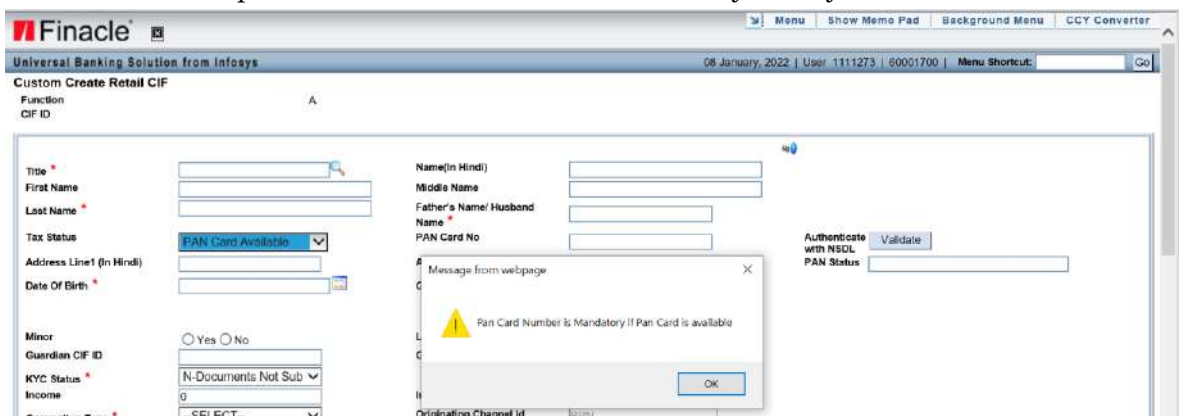 Menu Show Memo Pad Background Menu CCY Converter
Finacle
Universal Banking Solution from Infosys 08 January, 2022 | User 1111273 | 60001700 | Menu Shortcut: Go
Custom Create Retail CIF
Function A
CIF ID
Title * Name(In Hindi)
First Name Middle Name
Last Name * Father's Name/ Husband
Name *
Tax Status PAN Card Available PAN Card No Authenticate Validate
with NSDL
Address Line1 (In Hindi) PAN Status
Message from webpage
Date Of Birth *
Pan Card Number is Mandatory If Pan Card is available
Minor Yes No
Guardian CIF ID
KYC Status * N-Documents Not Sub
OK
Income 0
--SELECT-- Originating Channel Id